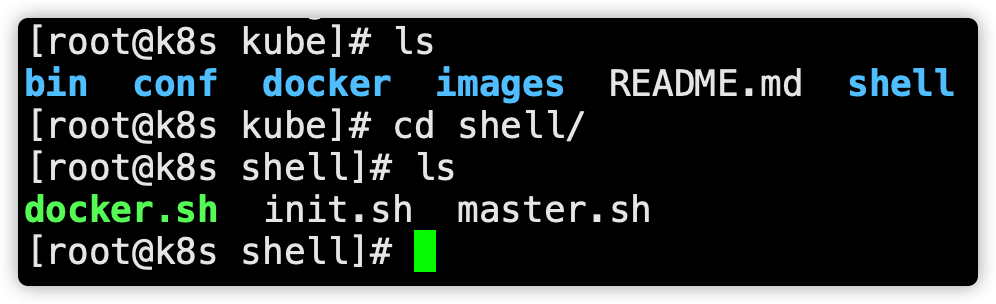 [root@k8s kube]# ls
bin  conf  docker  images  README.md  shell
[root@k8s kube]# cd shell/
[root@k8s shell]# ls
docker.sh  init.sh  master.sh
[root@k8s shell]#